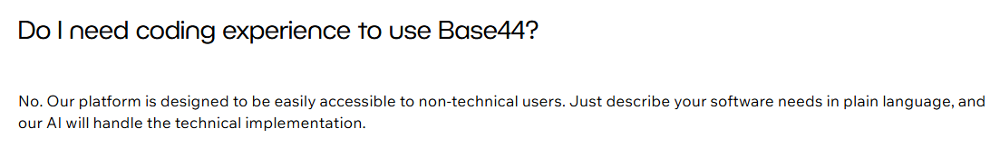 Do I need coding experience to use Base44?
No. Our platform is designed to be easily accessible to non-technical users. Just describe your software needs in plain language, and
our AI will handle the technical implementation.